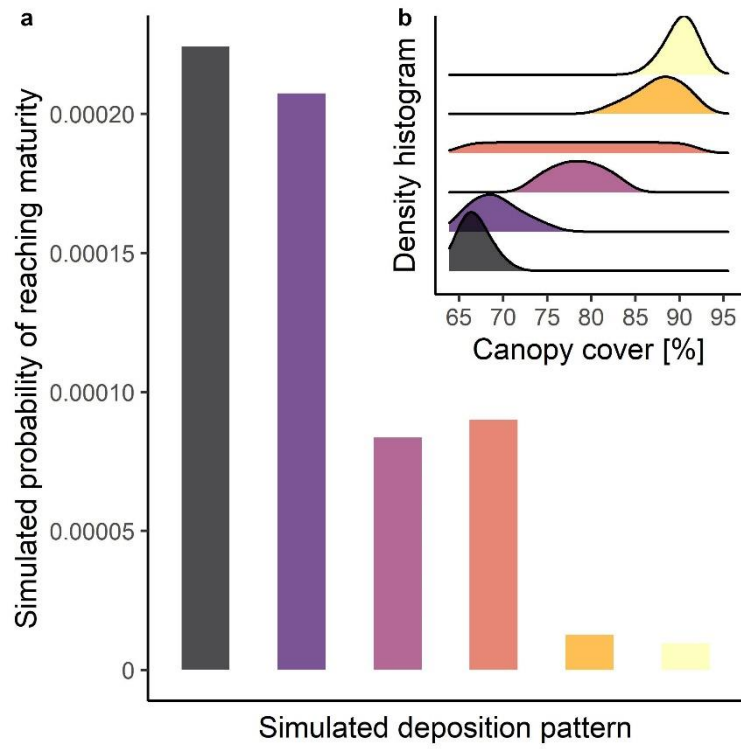 a
Simulated probability of reaching maturity
0.00020
0.00015
0.00010
0.00005
0
Simulated deposition pattern
b
Density histogram
65 70 75 80 85 90 95
Canopy cover [%]